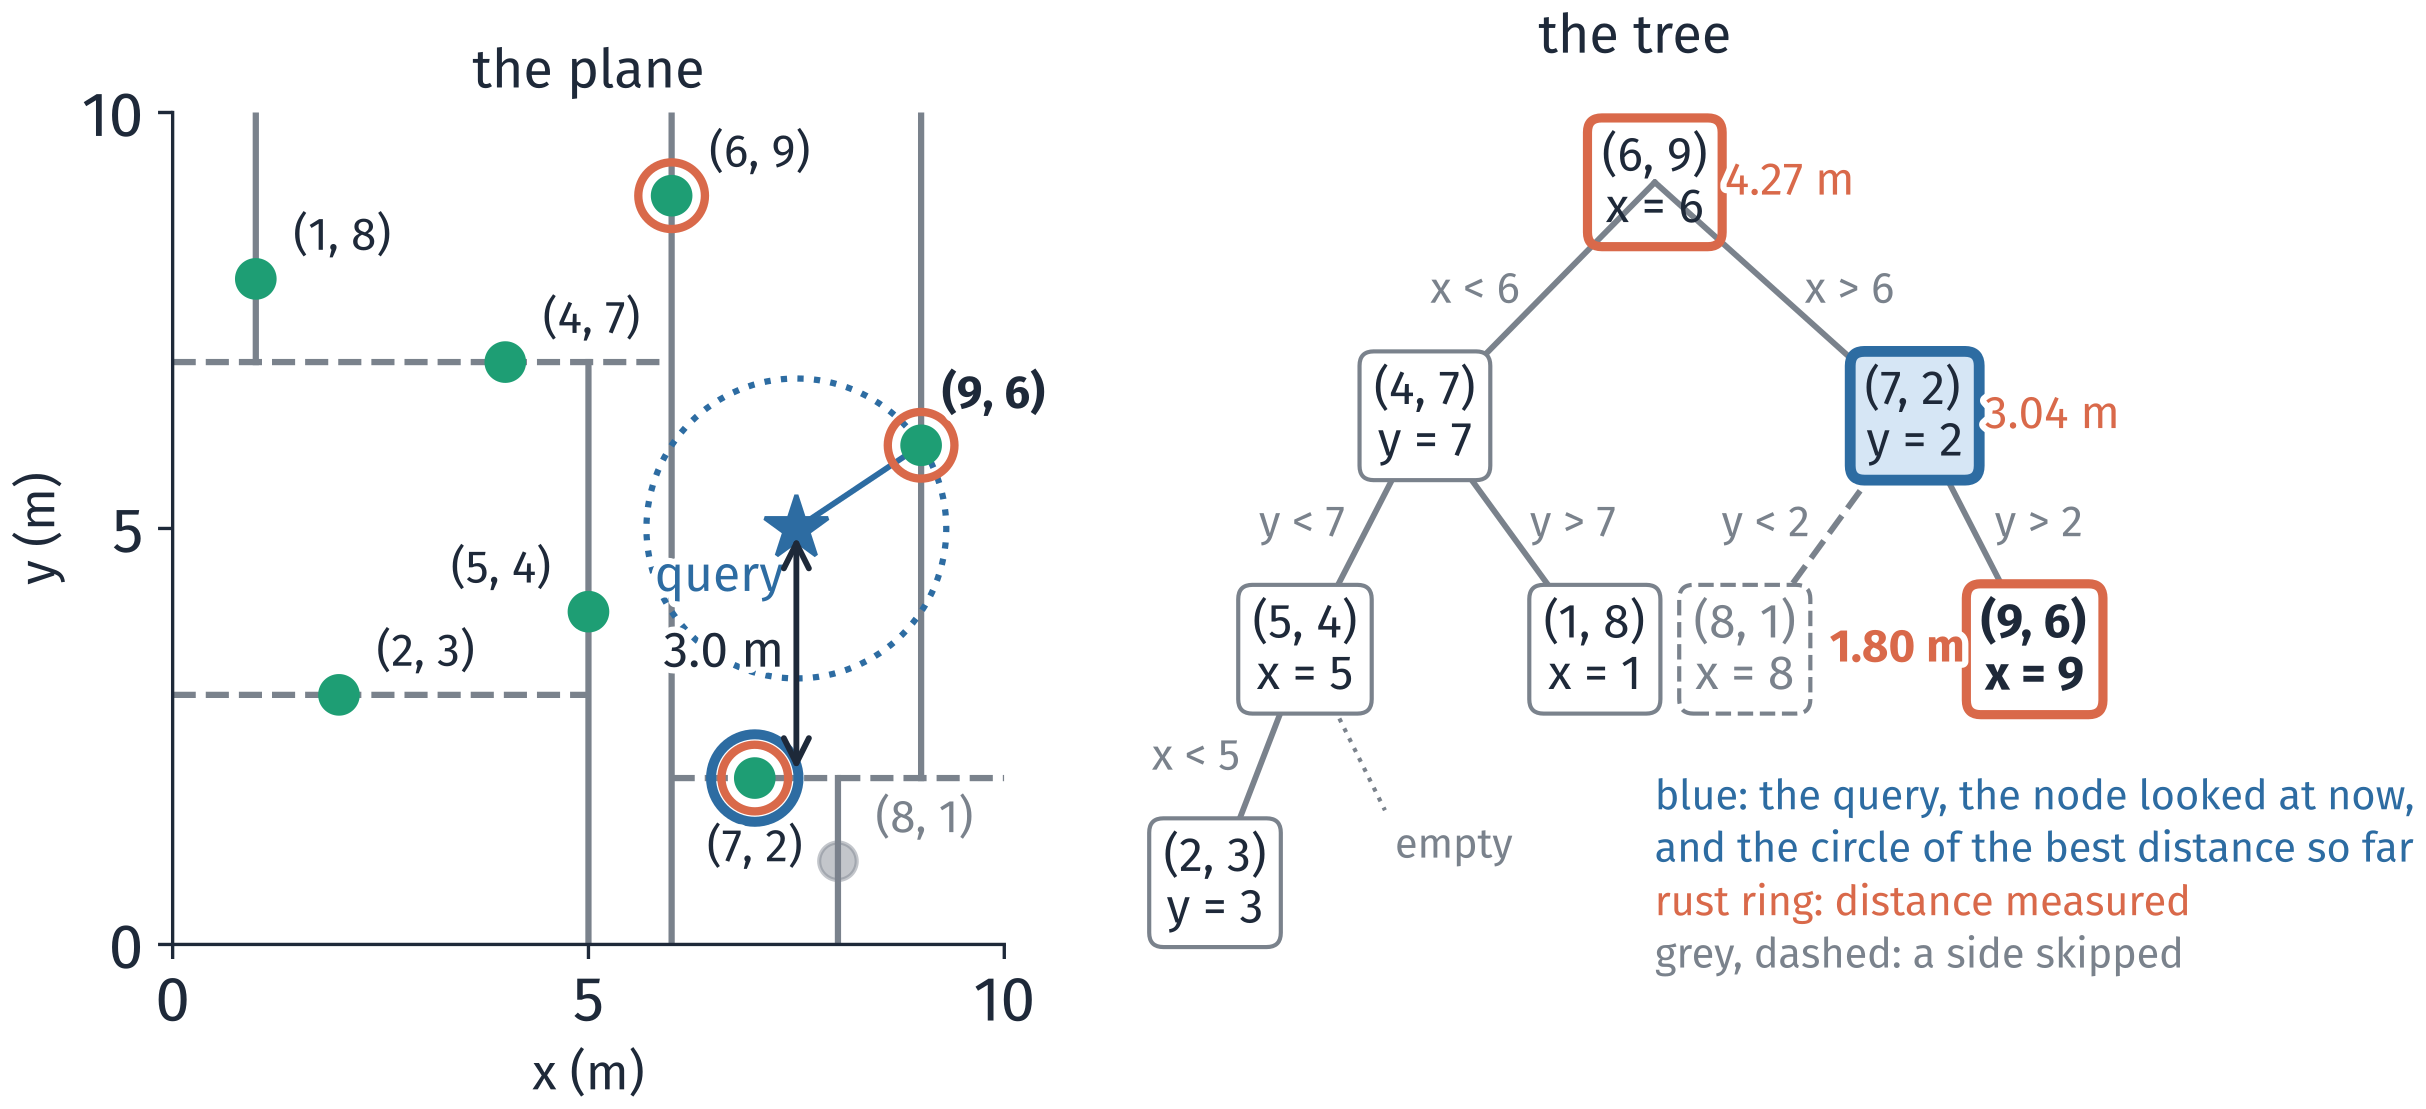 the plane
10
5
0
0
5
10
y (m)
x (m)
(1, 8)
(6, 9)
(4, 7)
(9, 6)
(5, 4)
query
(2, 3)
3.0 m
(7, 2)
(8, 1)
the tree
(6, 9)
x = 6
4.27 m
x < 6
x > 6
(4, 7)
y = 7
(7, 2)
y = 2
3.04 m
y < 7
y > 7
y < 2
y > 2
(5, 4)
x = 5
(1, 8)
x = 1
(8, 1)
x = 8
1.80 m
(9, 6)
x = 9
x < 5
empty
(2, 3)
y = 3
blue: the query, the node looked at now,
and the circle of the best distance so far
rust ring: distance measured
grey, dashed: a side skipped